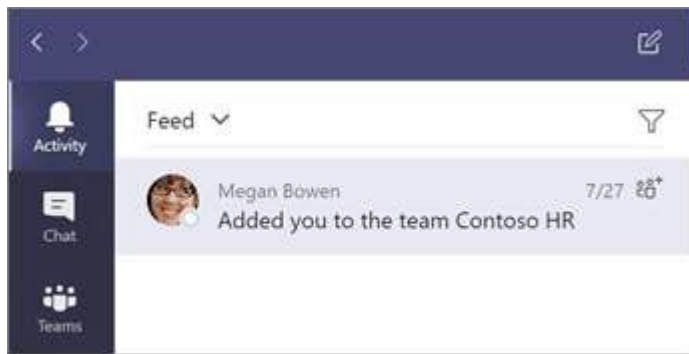 Activity
Feed
Megan Bowen 7/27
Added you to the team Contoso HR
Chat
Teams